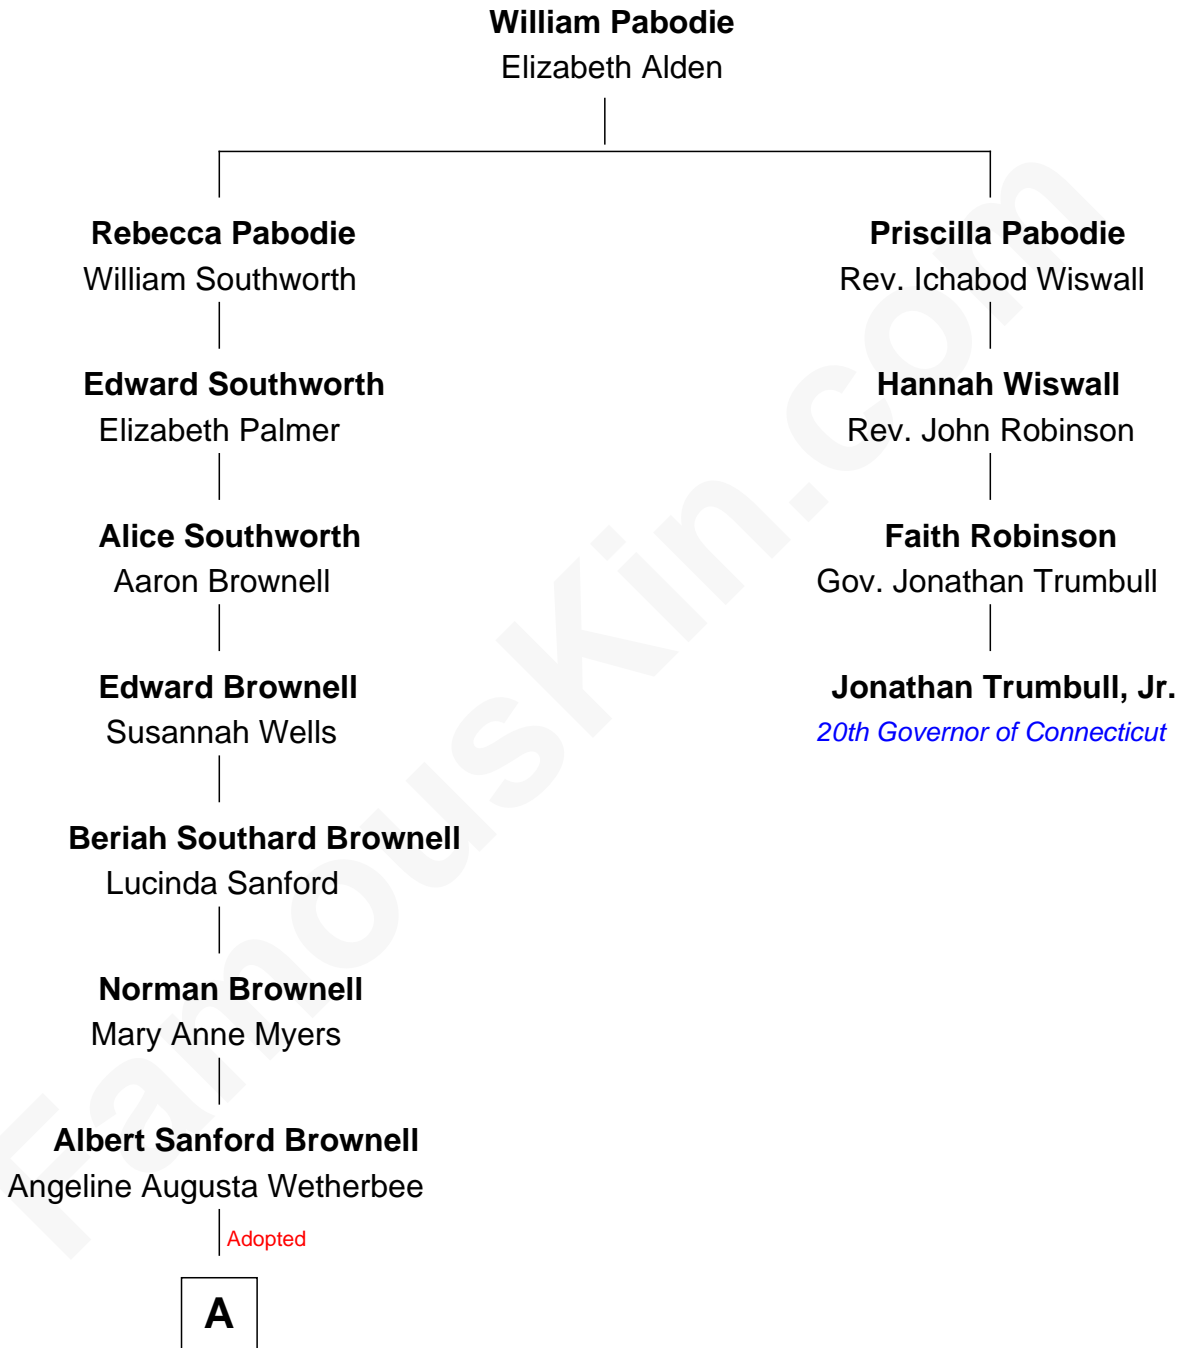 William Pabodie
Elizabeth Alden
Rebecca Pabodie
William Southworth
Priscilla Pabodie
Rev. Ichabod Wiswall
Edward Southworth
Elizabeth Palmer
Hannah Wiswall
Rev. John Robinson
Alice Southworth
Aaron Brownell
Faith Robinson
Gov. Jonathan Trumbull
Edward Brownell
Susannah Wells
Jonathan Trumbull, Jr.
20th Governor of Connecticut
Beriah Southard Brownell
Lucinda Sanford
Norman Brownell
Mary Anne Myers
Albert Sanford Brownell
Angeline Augusta Wetherbee
Adopted
A
FamousKin.com